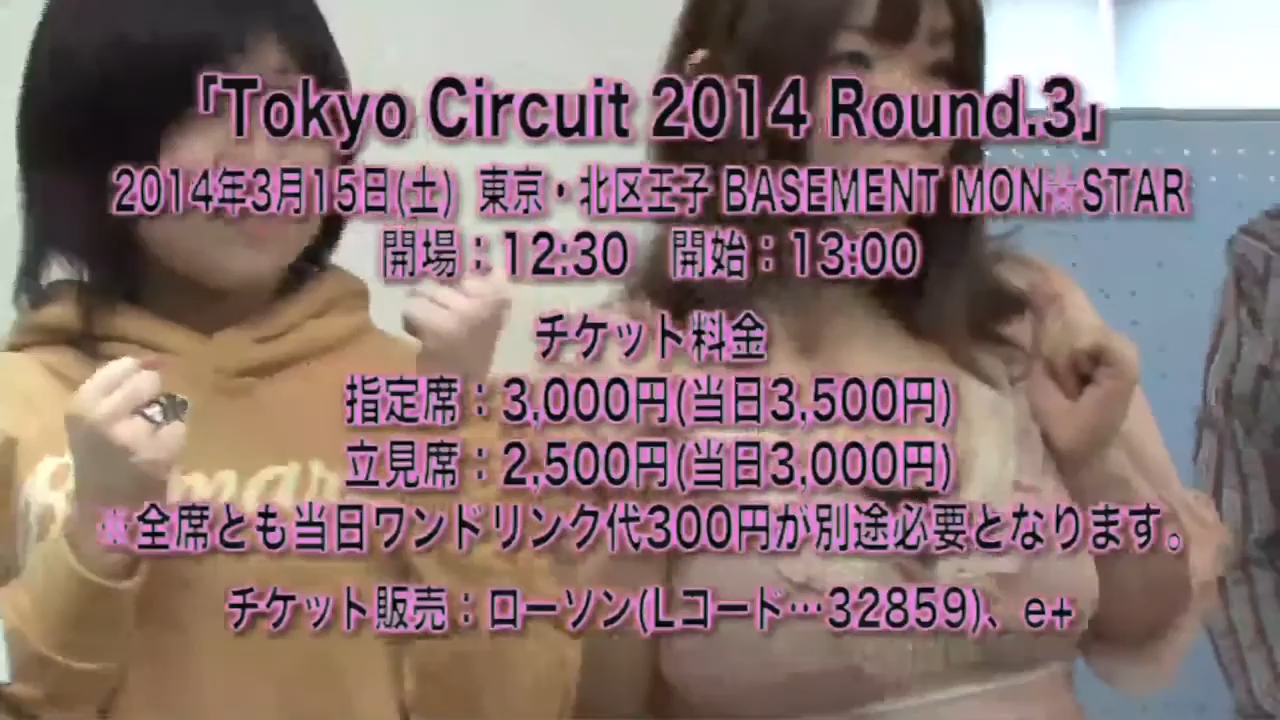 「Tokyo Circuit 2014 Round.3」
2014年3月15日(土) 東京・北区王子 BASEMENT MON☆STAR
開場：12:30　開始：13:00
チケット料金
指定席：3,000円(当日3,500円)
立見席：2,500円(当日3,000円)
※全席とも当日ワンドリンク代300円が別途必要となります。
チケット販売：ローソン(Lコード…32859)、e+